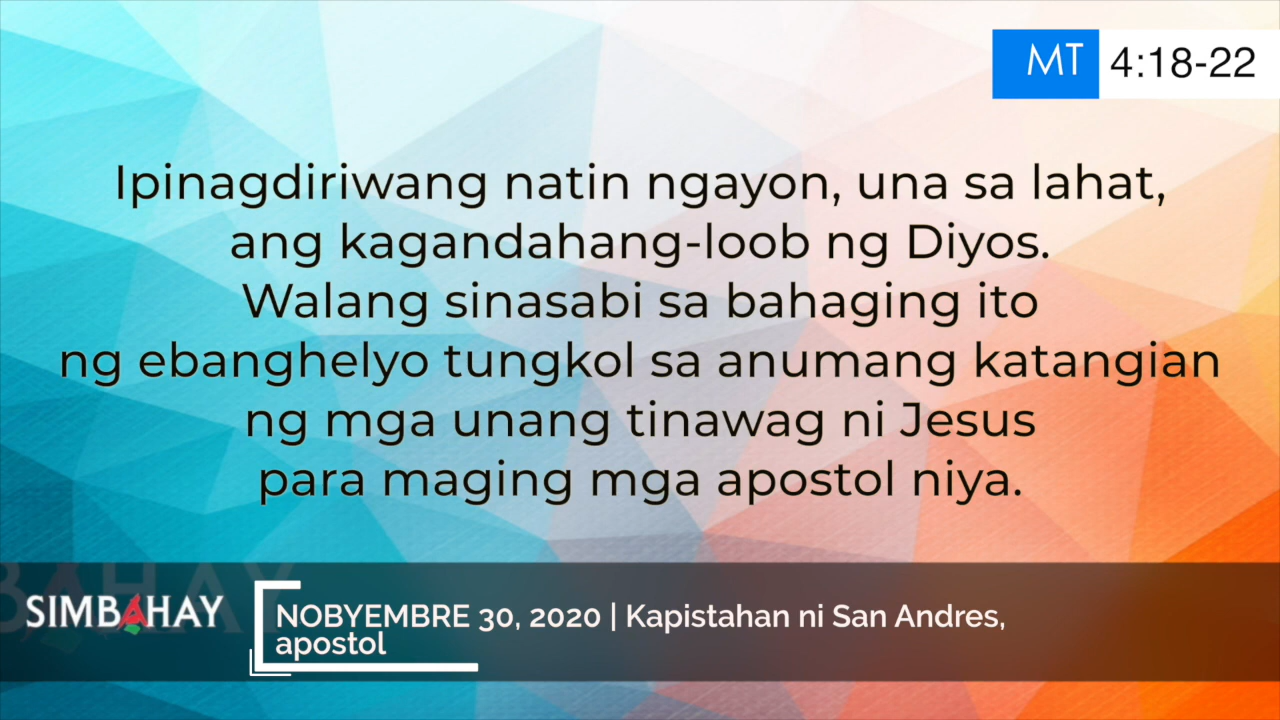 MT 4:18-22
Ipinagdiriwang natin ngayon, una sa lahat,
ang kagandahang-loob ng Diyos.
Walang sinasabi sa bahaging ito
ng ebanghelyo tungkol sa anumang katangian
ng mga unang tinawag ni Jesus
para maging mga apostol niya.
SIMBAHAY
NOBYEMBRE 30, 2020 | Kapistahan ni San Andres,
apostol